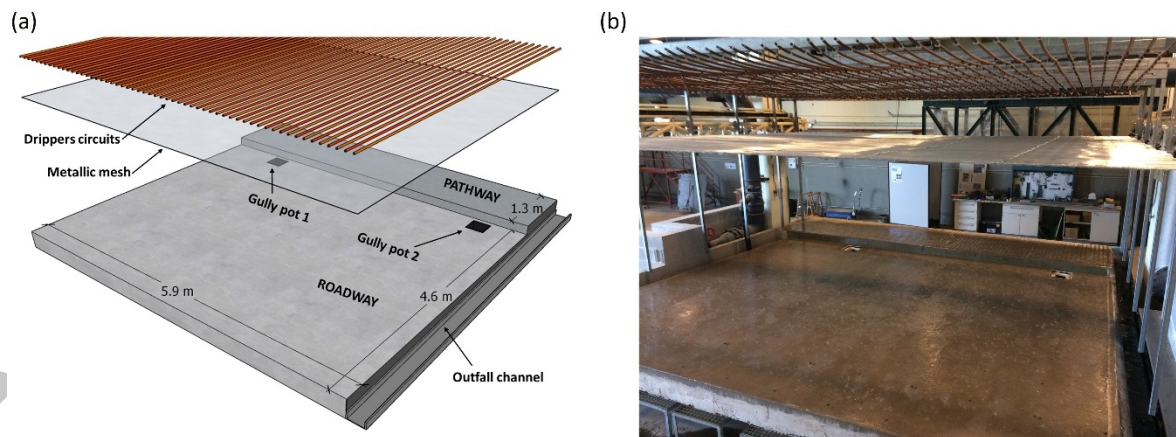 (a)
(b)
Drippers circuits
Metallic mesh
PATHWAY
1.3 m
Gully pot 1
Gully pot 2
ROADWAY
5.9 m
4.6 m
Outfall channel